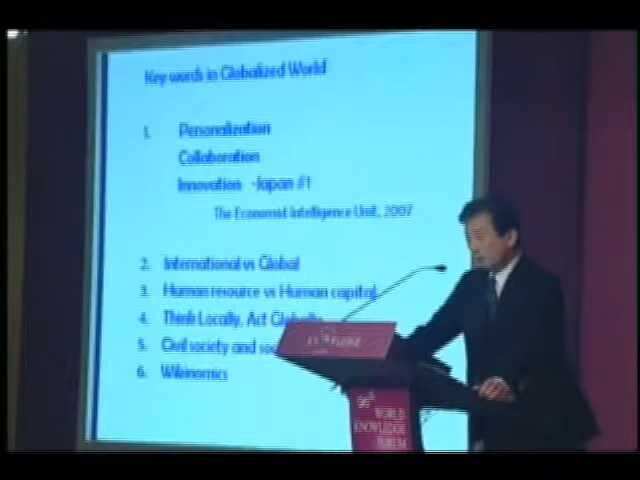 Key words in Globalized World
1. Personalization
Collaboration
Innovation -Japan #1
The Economist Intelligence Unit, 2007
2. International vs Global
3. Human resource vs Human capital
4. Think Locally, Act Globally
5. Civil society and
6. Wikinomics
WORLD
KNOWLEDGE
FORUM